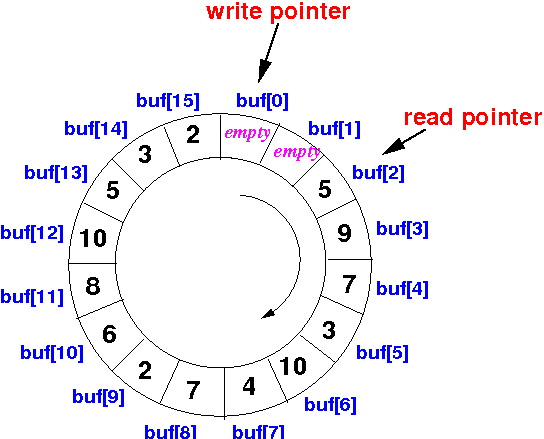 write pointer
buf[15]
buf[0]
read pointer
buf[14]
2
empty
buf[1]
3
empty
buf[13]
5
5
buf[2]
buf[12]
10
9
buf[3]
buf[11]
8
7
buf[4]
buf[10]
6
3
buf[5]
buf[9]
2
10
buf[6]
7
4
buf[8]
buf[7]